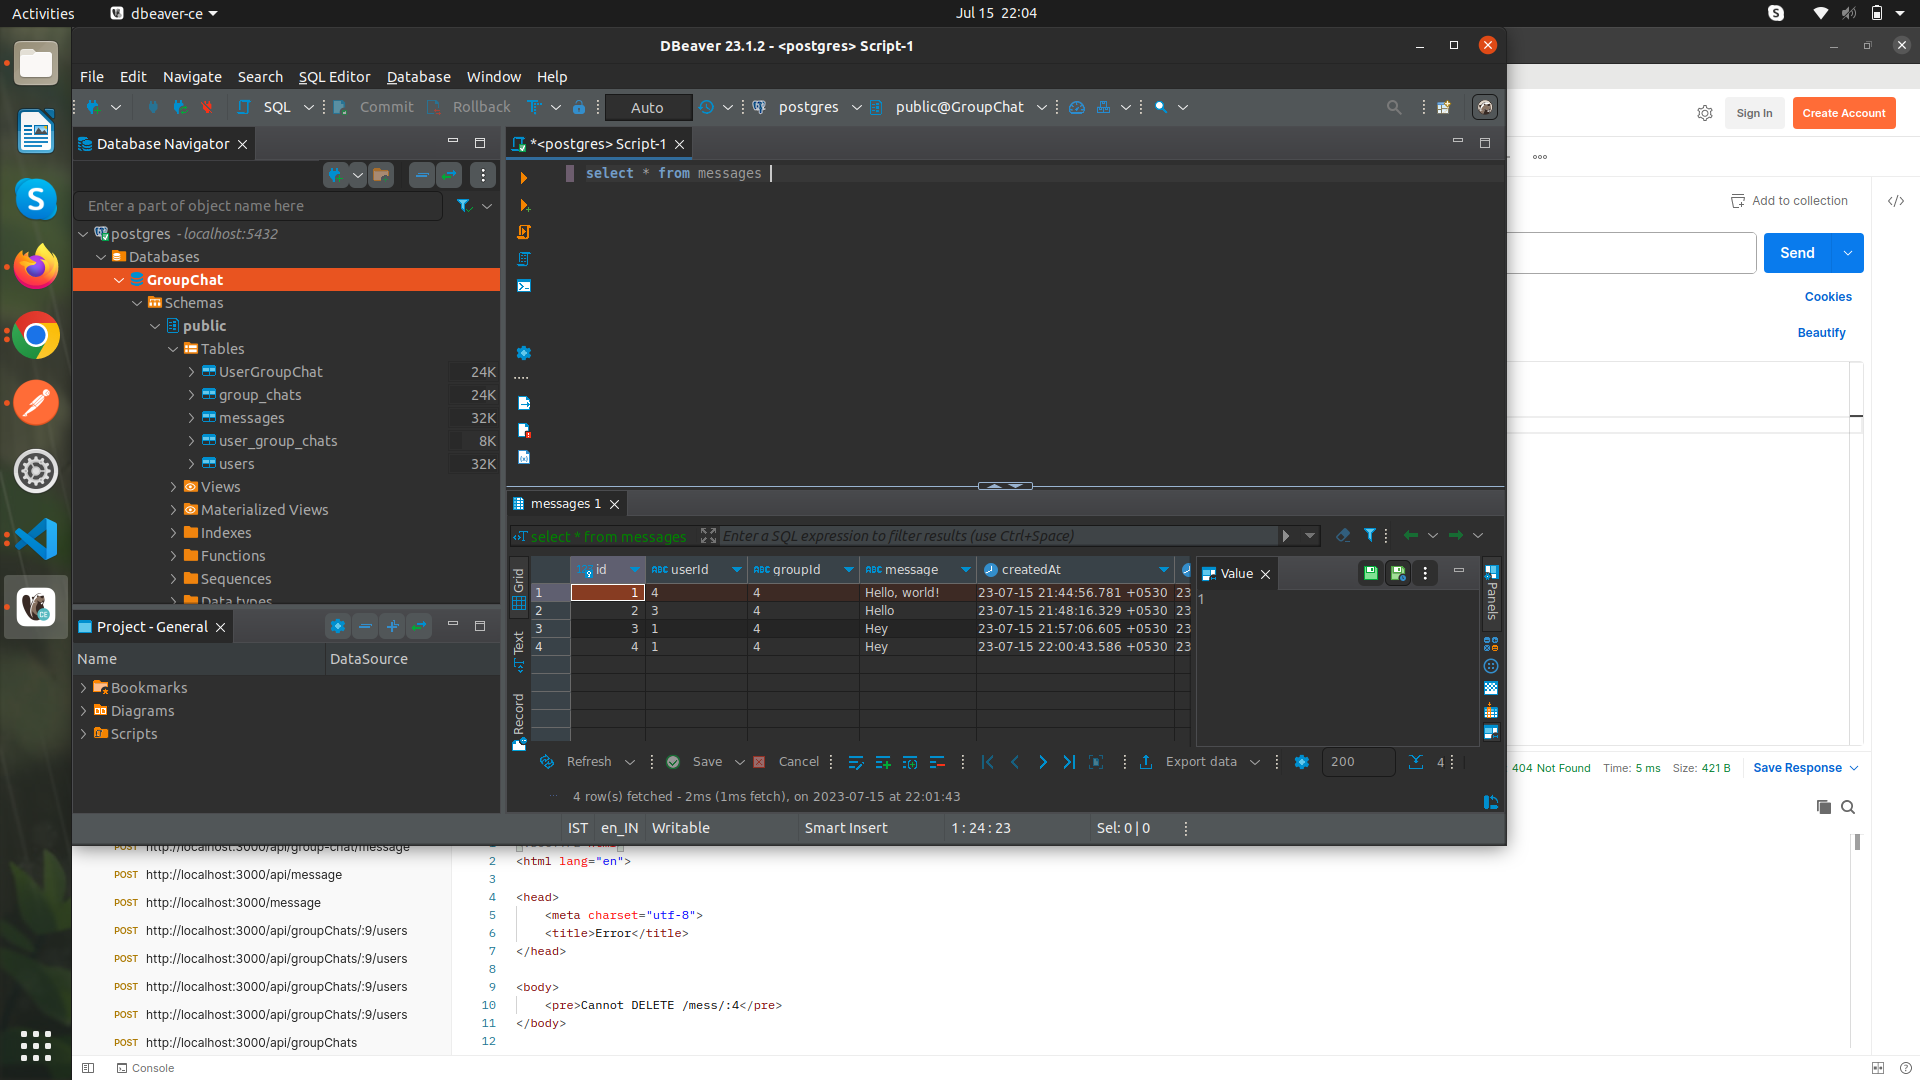 Activities
dbeaver-ce
Jul 15 22:04
DBeaver 23.1.2 - <postgres> Script-1
File Edit Navigate Search SQL Editor Database Window Help
SQL Commit Rollback Auto postgres public@GroupChat
Sign In Create Account
Database Navigator
*<postgres> Script-1
select * from messages
Enter a part of object name here
Add to collection
postgres - localhost:5432
Databases
GroupChat
Schemas
public
Tables
UserGroupChat 24K
group_chats 24K
messages 32K
user_group_chats 8K
users 32K
Views
Materialized Views
Indexes
Functions
Sequences
Data types
Send
Cookies
Beautify
messages 1
select * from messages Enter a SQL expression to filter results (use Ctrl+Space)
Grid
Text
Record
id userId groupId message createdAt
1 1 4 4 Hello, world! 23-07-15 21:44:56.781 +0530 23
2 2 3 4 Hello 23-07-15 21:48:16.329 +0530 23
3 3 1 4 Hey 23-07-15 21:57:06.605 +0530 23
4 4 1 4 Hey 23-07-15 22:00:43.586 +0530 23
Value
1
Panels
Project - General
Name DataSource
Bookmarks
Diagrams
Scripts
Refresh Save Cancel Export data 200 4
4 row(s) fetched - 2ms (1ms fetch), on 2023-07-15 at 22:01:43
IST en_IN Writable Smart Insert 1 : 24 : 23 Sel: 0 | 0
404 Not Found Time: 5 ms Size: 421 B Save Response
POST http://localhost:3000/api/group-chat/message
POST http://localhost:3000/api/message
POST http://localhost:3000/message
POST http://localhost:3000/api/groupChats/:9/users
POST http://localhost:3000/api/groupChats/:9/users
POST http://localhost:3000/api/groupChats/:9/users
POST http://localhost:3000/api/groupChats/:9/users
POST http://localhost:3000/api/groupChats
2 <html lang="en">
3
4 <head>
5 <meta charset="utf-8">
6 <title>Error</title>
7 </head>
8
9 <body>
10 <pre>Cannot DELETE /mess/:4</pre>
11 </body>
12
Console